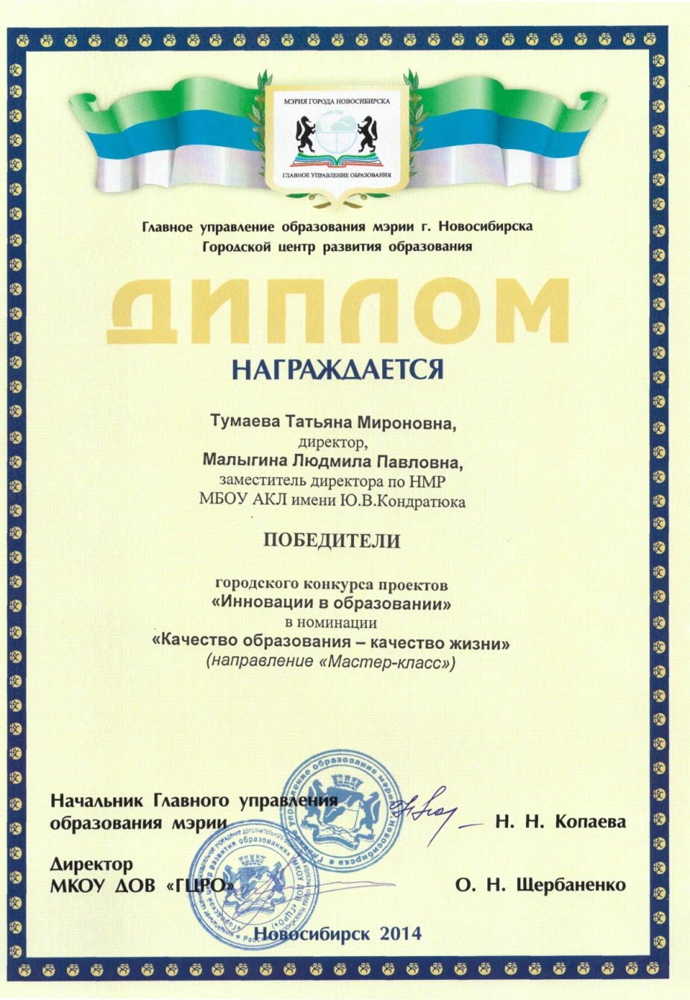 МЭРИЯ ГОРОДА НОВОСИБИРСКА
ГЛАВНОЕ УПРАВЛЕНИЕ ОБРАЗОВАНИЯ
Главное управление образования мэрии г. Новосибирска
Городской центр развития образования
ДИПЛОМ
НАГРАЖДАЕТСЯ
Тумаева Татьяна Мироновна,
директор,
Малыгина Людмила Павловна,
заместитель директора по НМР
МБОУ АКЛ имени Ю.В.Кондратюка
ПОБЕДИТЕЛИ
городского конкурса проектов
«Инновации в образовании»
в номинации
«Качество образования – качество жизни»
(направление «Мастер-класс»)
Начальник Главного управления
образования мэрии
Н. Н. Копаева
Директор
МКОУ ДОВ «ГЦРО»
О. Н. Щербаненко
Новосибирск 2014